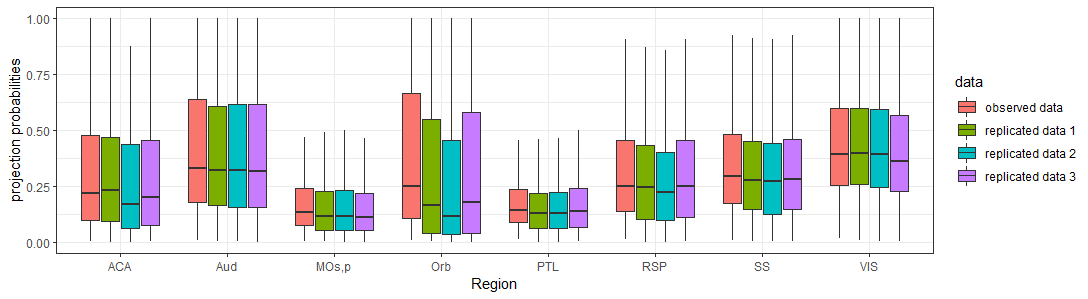 projection probabilities
1.00
0.75
0.50
0.25
0.00
ACA Aud MOs,p Orb PTL RSP SS VIS
Region
data
observed data
replicated data 1
replicated data 2
replicated data 3